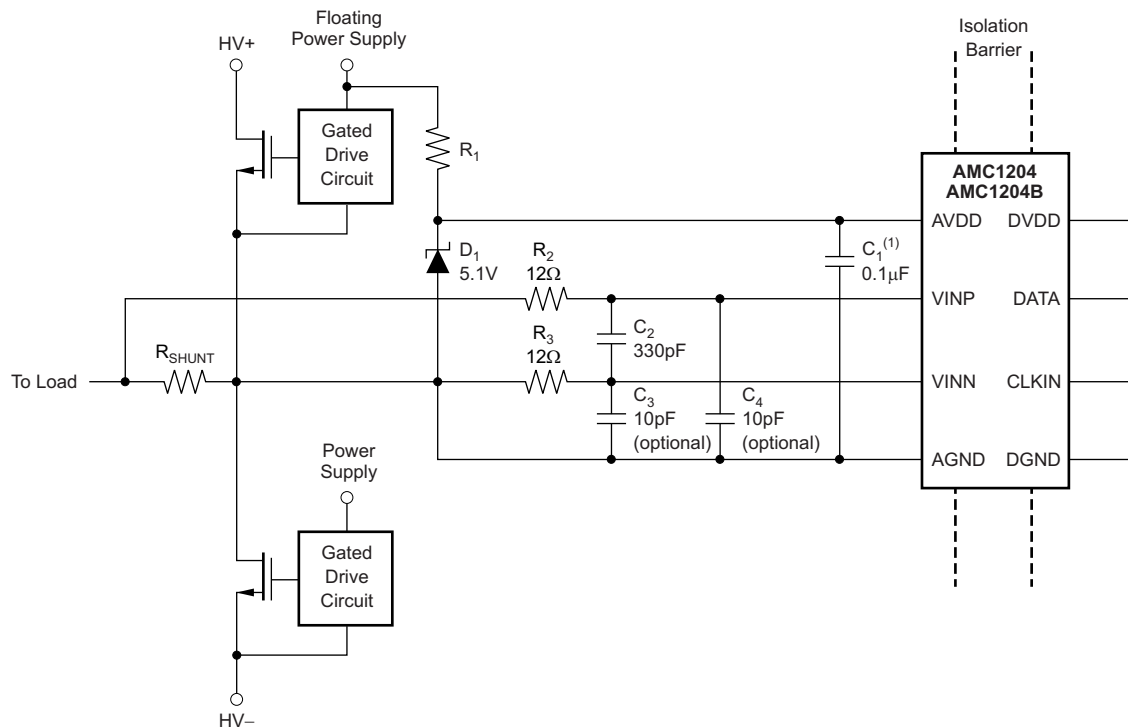 Floating
Power Supply
HV+
Isolation
Barrier
Gated
Drive
Circuit
R1
AMC1204
AMC1204B
AVDD
DVDD
D1
5.1V
C1(1)
0.1μF
R2
12Ω
VINP
DATA
C2
330pF
R3
12Ω
RSHUNT
To Load
VINN
CLKIN
C3
10pF
(optional)
C4
10pF
(optional)
AGND
DGND
Power
Supply
Gated
Drive
Circuit
HV−